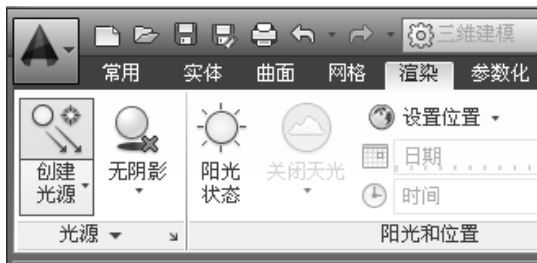 三维建模
常用 实体 曲面 网格 渲染 参数化
创建光源 无阴影 阳光状态 关闭天光 设置位置
日期
时间
光源 阳光和位置